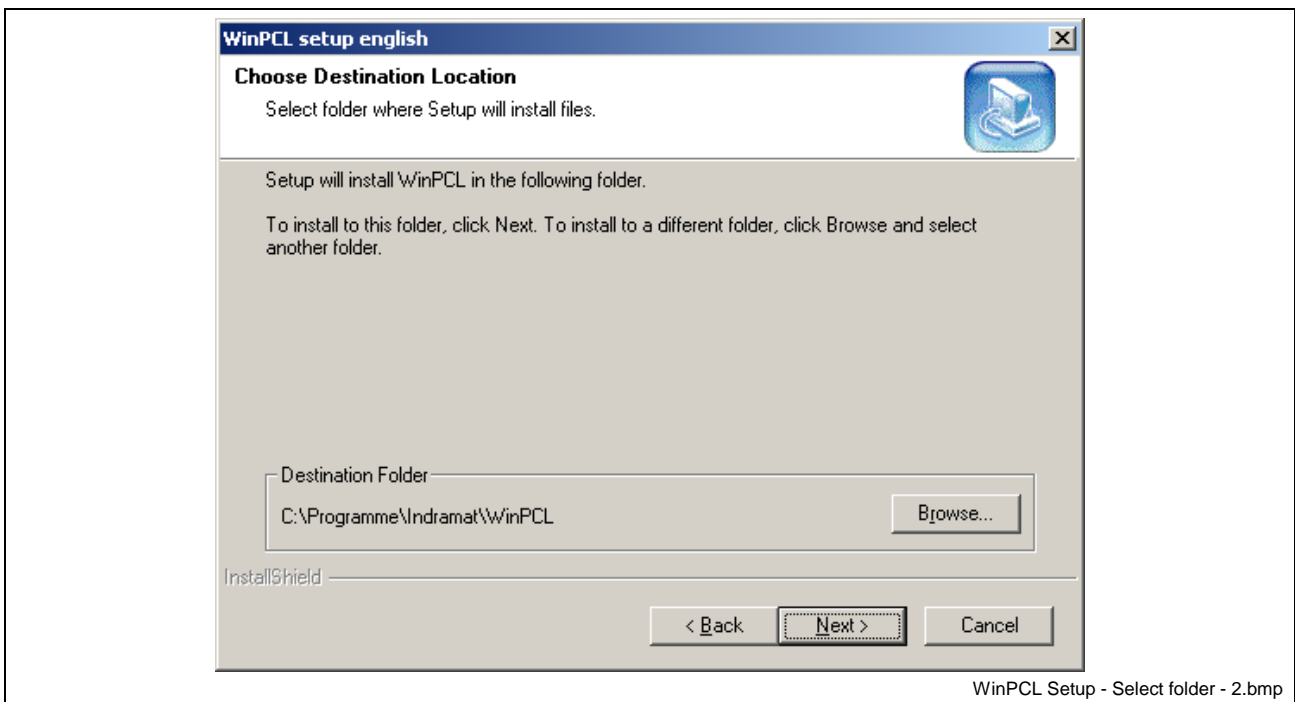 WinPCL setup english
Choose Destination Location
Select folder where Setup will install files.
Setup will install WinPCL in the following folder.
To install to this folder, click Next. To install to a different folder, click Browse and select
another folder.
Destination Folder
C:\Programme\Indramat\WinPCL
Browse...
InstallShield
< Back
Next >
Cancel
WinPCL Setup - Select folder - 2.bmp